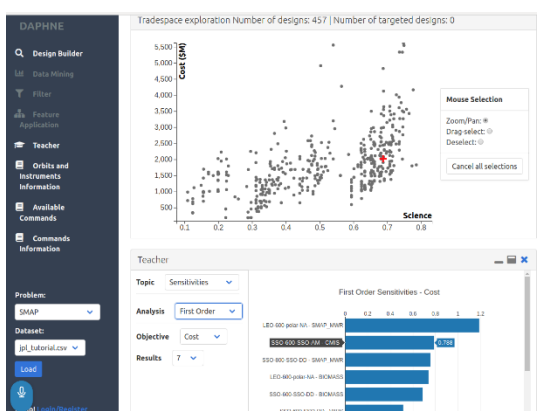 DAPHNE
Design Builder
Data Mining
Filter
Feature
Application
Teacher
Orbits and
Instruments
Information
Available
Commands
Commands
Information
Problem:
SMAP
Dataset:
jpl_tutorial.csv
Load
Login/Register
Tradespace exploration Number of designs: 457 | Number of targeted designs: 0
Cost ($M)
5,500
5,000
4,500
4,000
3,500
3,000
2,500
2,000
1,500
1,000
500
0.1 0.2 0.3 0.4 0.5 0.6 0.7 0.8
Science
Mouse Selection
Zoom/Pan:
Drag-select:
Deselect:
Cancel all selections
Teacher
Topic Sensitivities
Analysis First Order
Objective Cost
Results 7
First Order Sensitivities - Cost
0 0.2 0.4 0.6 0.8 1 1.2
LEO-600-polar-NA - SMAP_MWR
SSO-600-SSO-AM - CMIS 0.788
SSO-800-SSO-DD - SMAP_MWR
LEO-600-polar-NA - BIOMASS
SSO-600-SSO-DD - BIOMASS